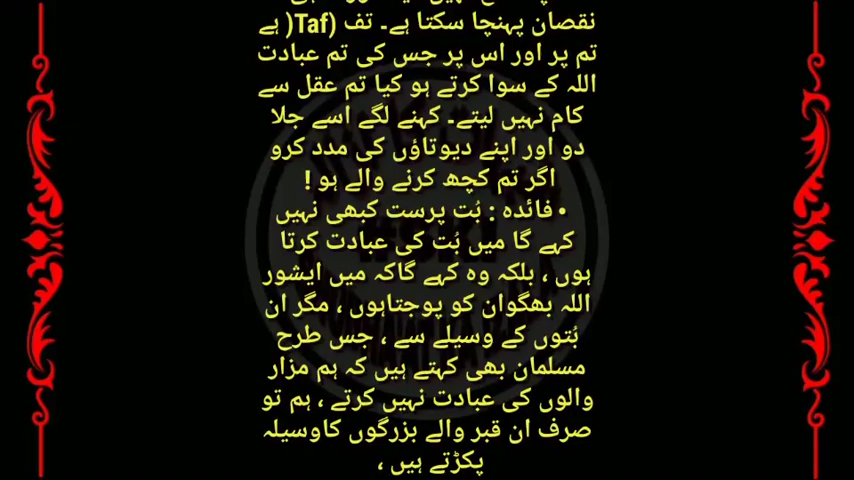 نقصان پہنچا سکتا ہے۔ تف (Taf) ہے
تم پر اور اس پر جس کی تم عبادت
اللہ کے سوا کرتے ہو کیا تم عقل سے
کام نہیں لیتے۔ کہنے لگے اسے جلا
دو اور اپنے دیوتاؤں کی مدد کرو
اگر تم کچھ کرنے والے ہو !
• فائدہ : بُت پرست کبھی نہیں
کہے گا میں بُت کی عبادت کرتا
ہوں ، بلکہ وہ کہے گاکہ میں ایشور
اللہ بھگوان کو پوجتاہوں ، مگر ان
بُتوں کے وسیلے سے ، جس طرح
مسلمان بھی کہتے ہیں کہ ہم مزار
والوں کی عبادت نہیں کرتے ، ہم تو
صرف ان قبر والے بزرگوں کاوسیلہ
پکڑتے ہیں ،